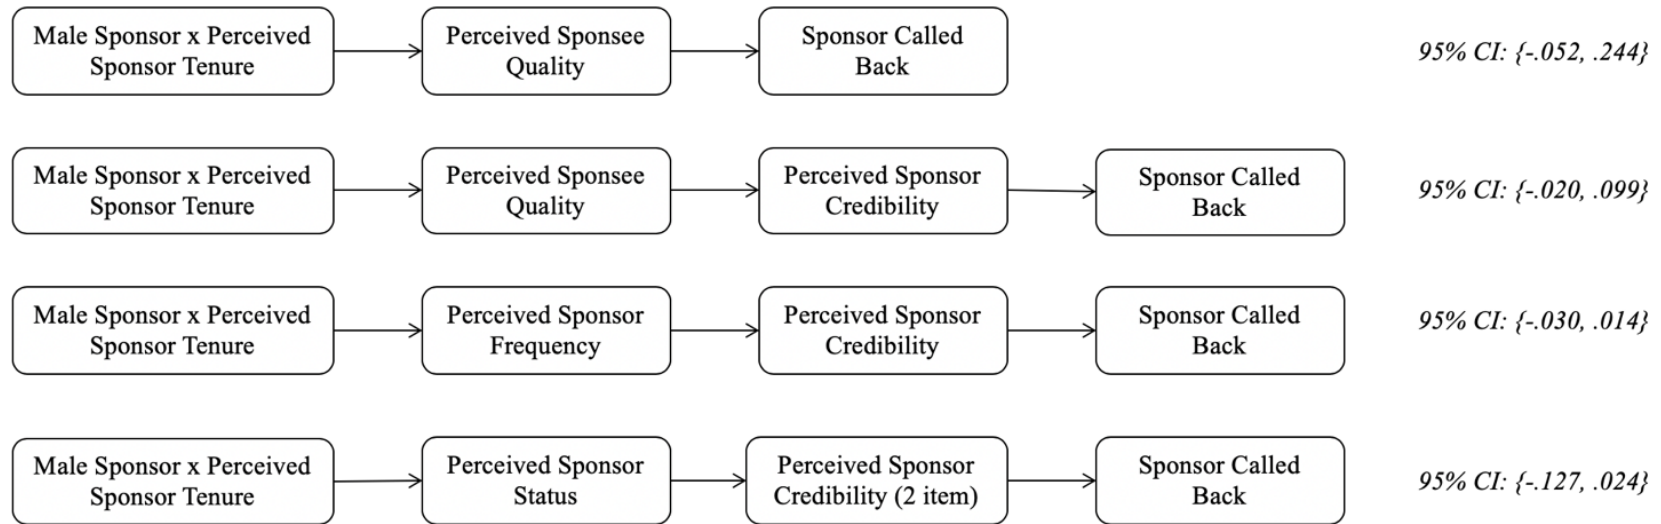 Male Sponsor x Perceived
Sponsor Tenure
Perceived Sponsee
Quality
Sponsor Called
Back
95% CI: {-.052, .244}
Male Sponsor x Perceived
Sponsor Tenure
Perceived Sponsee
Quality
Perceived Sponsor
Credibility
Sponsor Called
Back
95% CI: {-.020, .099}
Male Sponsor x Perceived
Sponsor Tenure
Perceived Sponsor
Frequency
Perceived Sponsor
Credibility
Sponsor Called
Back
95% CI: {-.030, .014}
Male Sponsor x Perceived
Sponsor Tenure
Perceived Sponsor
Status
Perceived Sponsor
Credibility (2 item)
Sponsor Called
Back
95% CI: {-.127, .024}